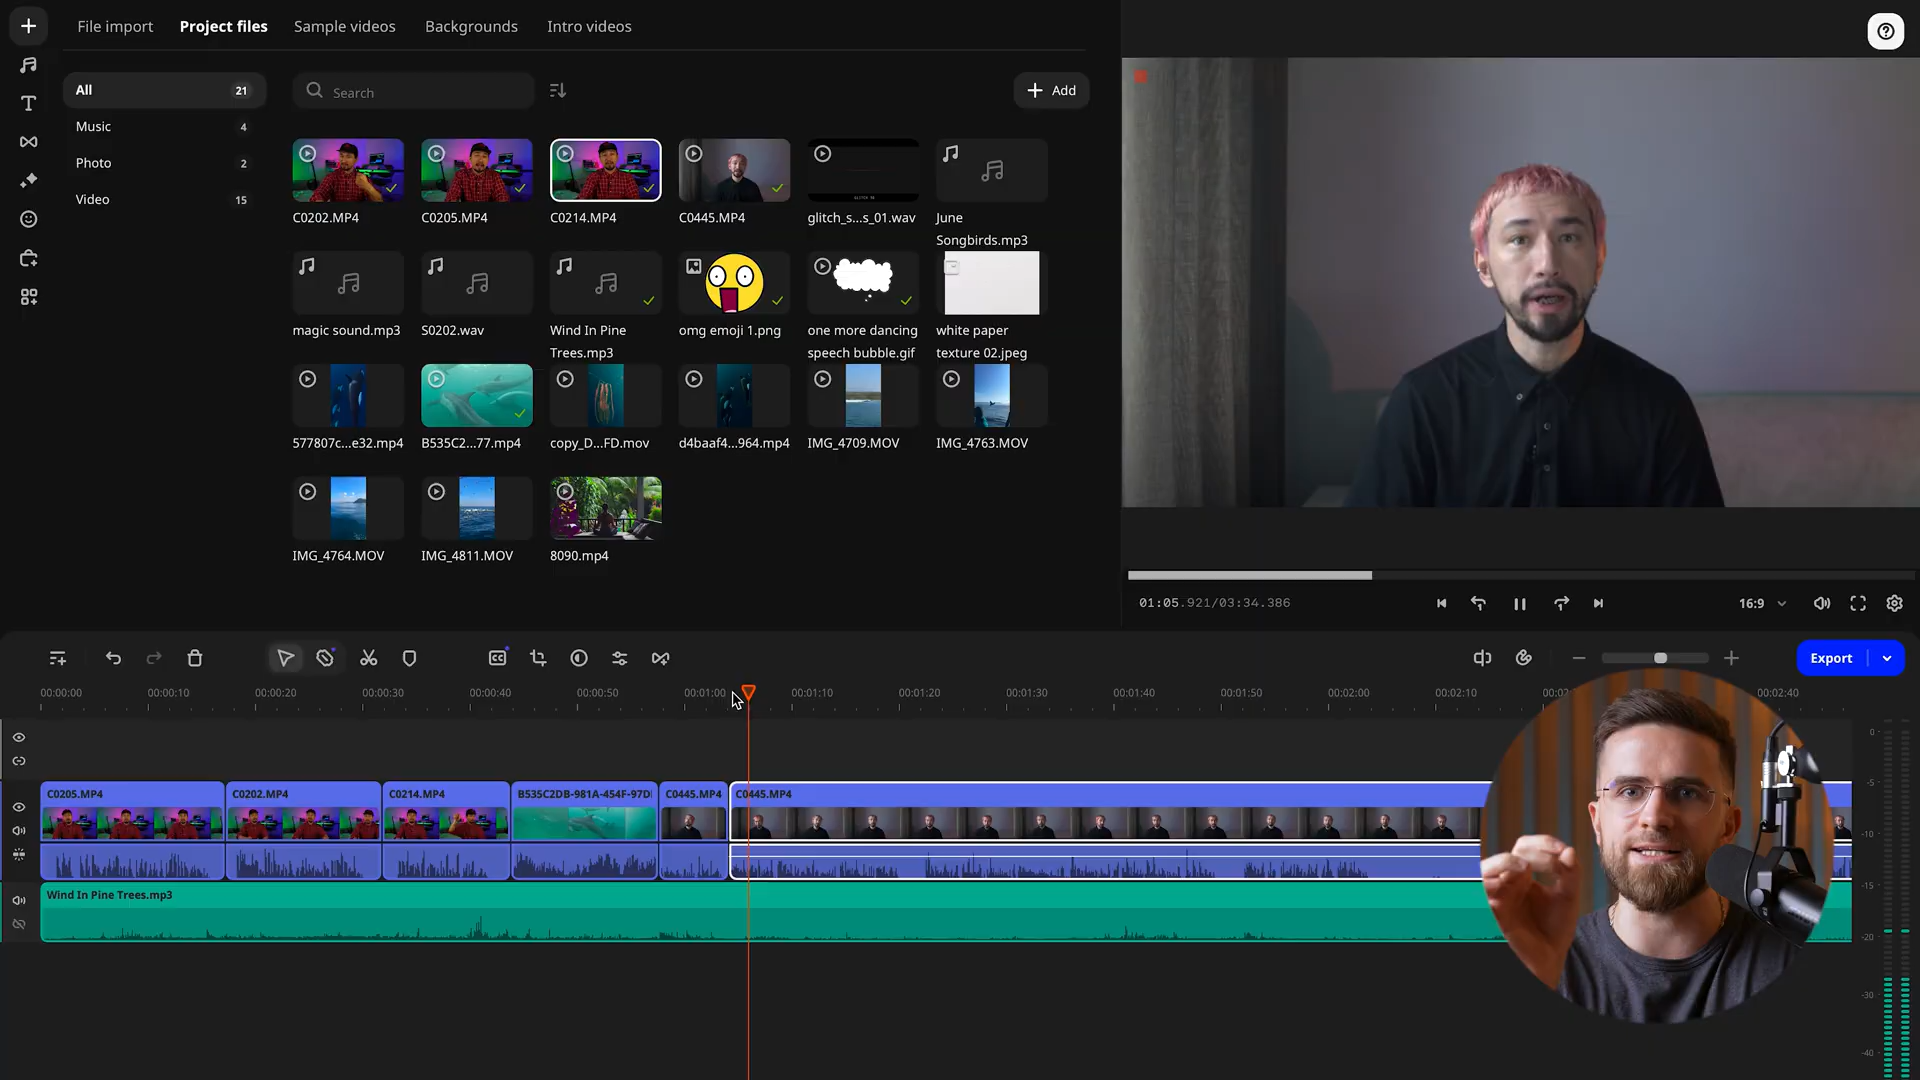 File import
Project files
Sample videos
Backgrounds
Intro videos
All 21
Music 4
Photo 2
Video 15
Search
Add
C0202.MP4
C0205.MP4
C0214.MP4
C0445.MP4
glitch_s...s_01.wav
June
Songbirds.mp3
magic sound.mp3
S0202.wav
Wind In Pine
Trees.mp3
omg emoji 1.png
one more dancing
speech bubble.gif
white paper
texture 02.jpeg
577807c...e32.mp4
B535C2...77.mp4
copy_D...FD.mov
d4baaf4...964.mp4
IMG_4709.MOV
IMG_4763.MOV
IMG_4764.MOV
IMG_4811.MOV
8090.mp4
01:05.921/03:34.386
16:9
CC
Export
00:00:00
00:00:10
00:00:20
00:00:30
00:00:40
00:00:50
00:01:00
00:01:10
00:01:20
00:01:30
00:01:40
00:01:50
00:02:00
00:02:10
00:02:40
C0205.MP4
C0202.MP4
C0214.MP4
B535C2DB-981A-454F-97D
C0445.MP4
C0445.MP4
Wind In Pine Trees.mp3
0
-5
-10
-15
-20
-30
-40